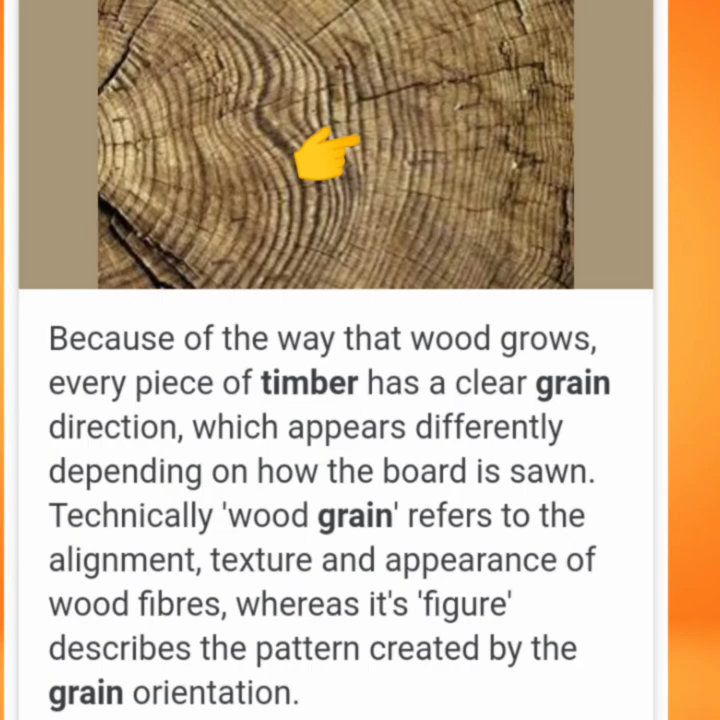 Because of the way that wood grows,
every piece of timber has a clear grain
direction, which appears differently
depending on how the board is sawn.
Technically 'wood grain' refers to the
alignment, texture and appearance of
wood fibres, whereas it's 'figure'
describes the pattern created by the
grain orientation.